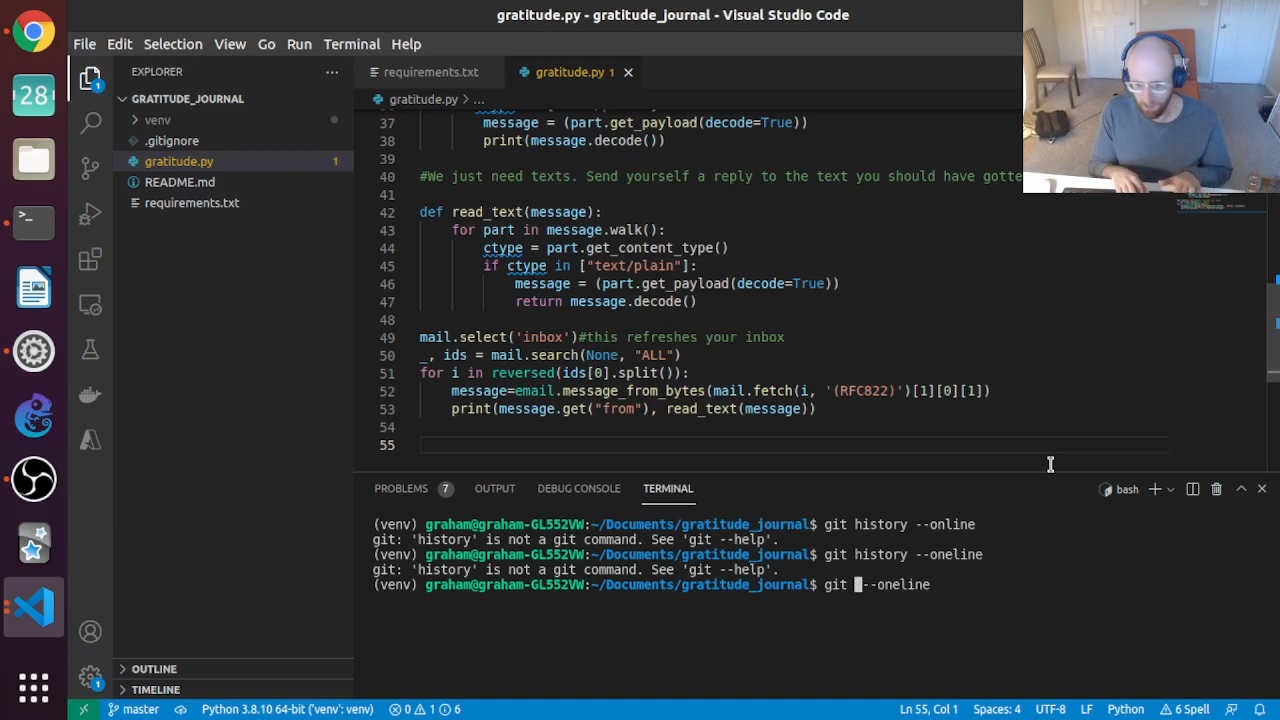 gratitude.py - gratitude_journal - Visual Studio Code
File Edit Selection View Go Run Terminal Help
28
EXPLORER ...
requirements.txt
gratitude.py 1
GRATITUDE_JOURNAL
gratitude.py > ...
venv
.gitignore
gratitude.py 1
README.md
requirements.txt
37 message = (part.get_payload(decode=True))
38 print(message.decode())
39
40 #We just need texts. Send yourself a reply to the text you should have gotte
41
42 def read_text(message):
43 for part in message.walk():
44 ctype = part.get_content_type()
45 if ctype in ["text/plain"]:
46 message = (part.get_payload(decode=True))
47 return message.decode()
48
49 mail.select('inbox')#this refreshes your inbox
50 _, ids = mail.search(None, "ALL")
51 for i in reversed(ids[0].split()):
52 message=email.message_from_bytes(mail.fetch(i, '(RFC822)')[1][0][1])
53 print(message.get("from"), read_text(message))
54
55
PROBLEMS 7 OUTPUT DEBUG CONSOLE TERMINAL
bash
(venv) graham@graham-GL552VW:~/Documents/gratitude_journal$ git history --online
git: 'history' is not a git command. See 'git --help'.
(venv) graham@graham-GL552VW:~/Documents/gratitude_journal$ git history --oneline
git: 'history' is not a git command. See 'git --help'.
(venv) graham@graham-GL552VW:~/Documents/gratitude_journal$ git --oneline
OUTLINE
TIMELINE
1
1
master Python 3.8.10 64-bit ('venv': venv) 0 1 6 Ln 55, Col 1 Spaces: 4 UTF-8 LF Python 6 Spell